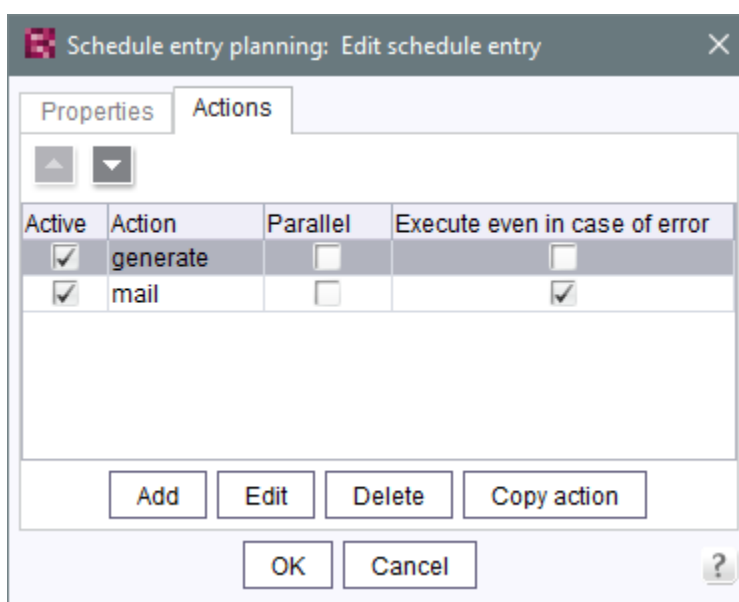 Schedule entry planning: Edit schedule entry
Properties Actions
Active Action Parallel Execute even in case of error
generate
mail
Add Edit Delete Copy action
OK Cancel ?